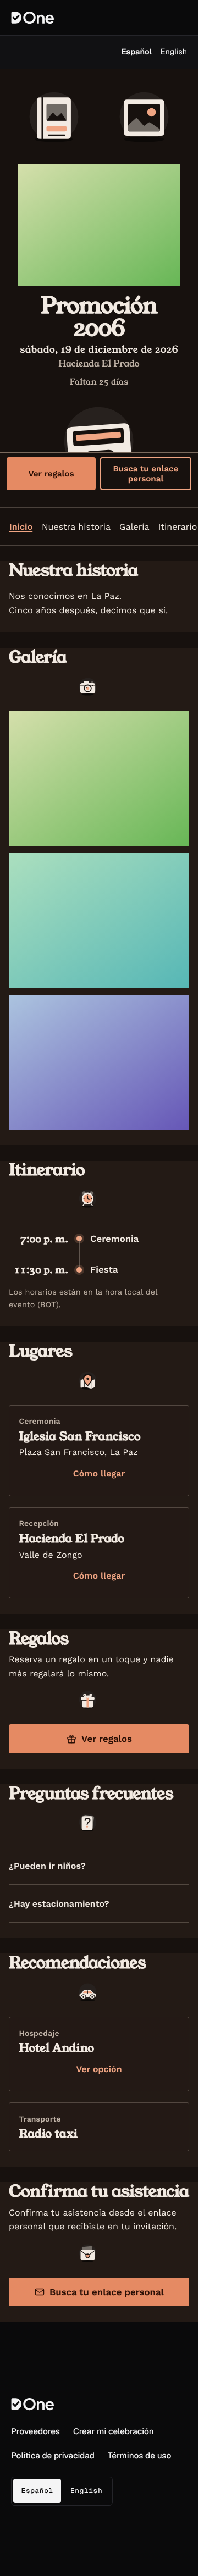 One
Español English
Promoción
2006
sábado, 19 de diciembre de 2026
Hacienda El Prado
Faltan 25 días
Ver regalos
Busca tu enlace
personal
Inicio Nuestra historia Galería Itinerario
Nuestra historia
Nos conocimos en La Paz.
Cinco años después, decimos que sí.
Galería
Itinerario
7:00 p. m. Ceremonia
11:30 p. m. Fiesta
Los horarios están en la hora local del
evento (BOT).
Lugares
Ceremonia
Iglesia San Francisco
Plaza San Francisco, La Paz
Cómo llegar
Recepción
Hacienda El Prado
Valle de Zongo
Cómo llegar
Regalos
Reserva un regalo en un toque y nadie
más regalará lo mismo.
Ver regalos
Preguntas frecuentes
¿Pueden ir niños?
¿Hay estacionamiento?
Recomendaciones
Hospedaje
Hotel Andino
Ver opción
Transporte
Radio taxi
Confirma tu asistencia
Confirma tu asistencia desde el enlace
personal que recibiste en tu invitación.
Busca tu enlace personal
One
Proveedores Crear mi celebración
Política de privacidad Términos de uso
Español English